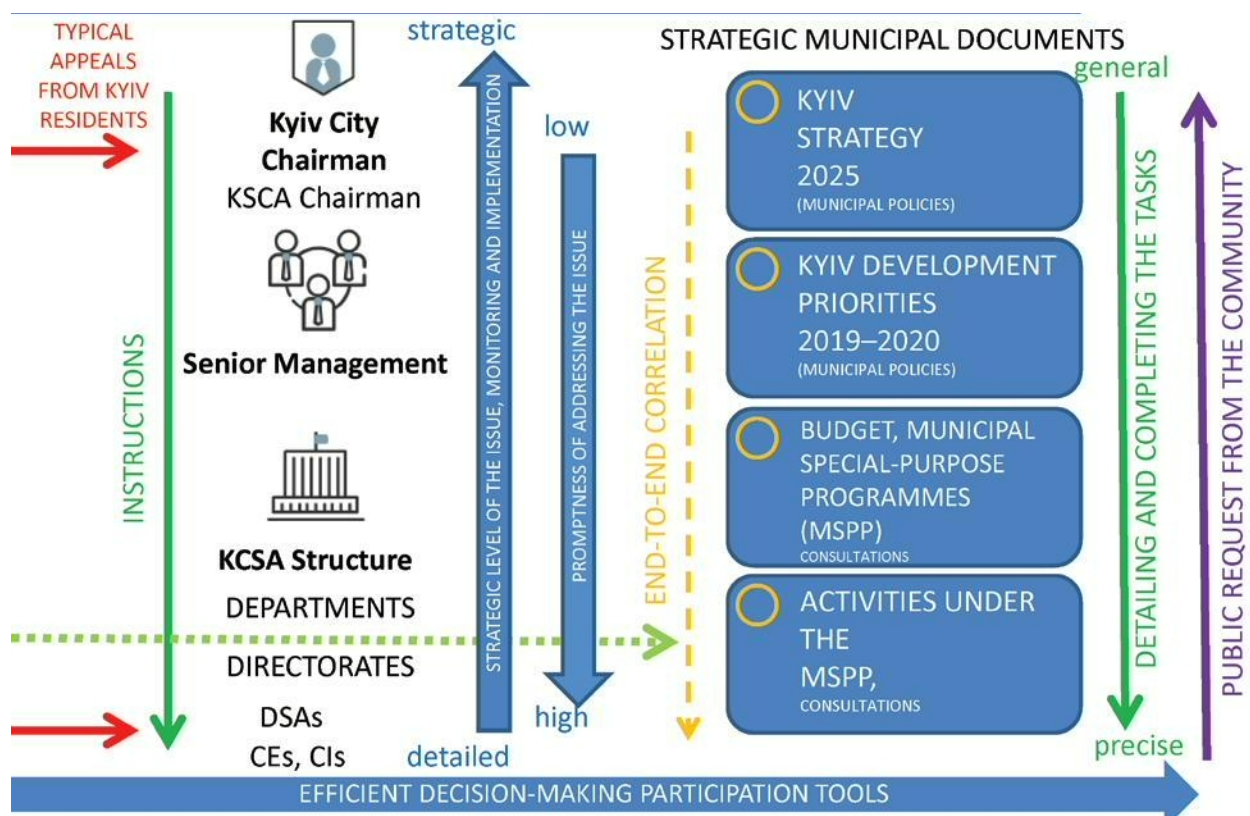 TYPICAL
APPEALS
FROM KYIV
RESIDENTS
INSTRUCTIONS
Kyiv City
Chairman
KSCA Chairman
Senior Management
KCSA Structure
DEPARTMENTS
DIRECTORATES
DSAs
CEs, CIs
strategic
STRATEGIC LEVEL OF THE ISSUE, MONITORING AND IMPLEMENTATION
detailed
low
PROMPTNESS OF ADDRESSING THE ISSUE
high
END-TO-END CORRELATION
STRATEGIC MUNICIPAL DOCUMENTS
KYIV
STRATEGY
2025
(MUNICIPAL POLICIES)
KYIV DEVELOPMENT
PRIORITIES
2019–2020
(MUNICIPAL POLICIES)
BUDGET, MUNICIPAL
SPECIAL-PURPOSE
PROGRAMMES
(MSPP)
CONSULTATIONS
ACTIVITIES UNDER
THE
MSPP,
CONSULTATIONS
general
DETAILING AND COMPLETING THE TASKS
precise
PUBLIC REQUEST FROM THE COMMUNITY
EFFICIENT DECISION-MAKING PARTICIPATION TOOLS